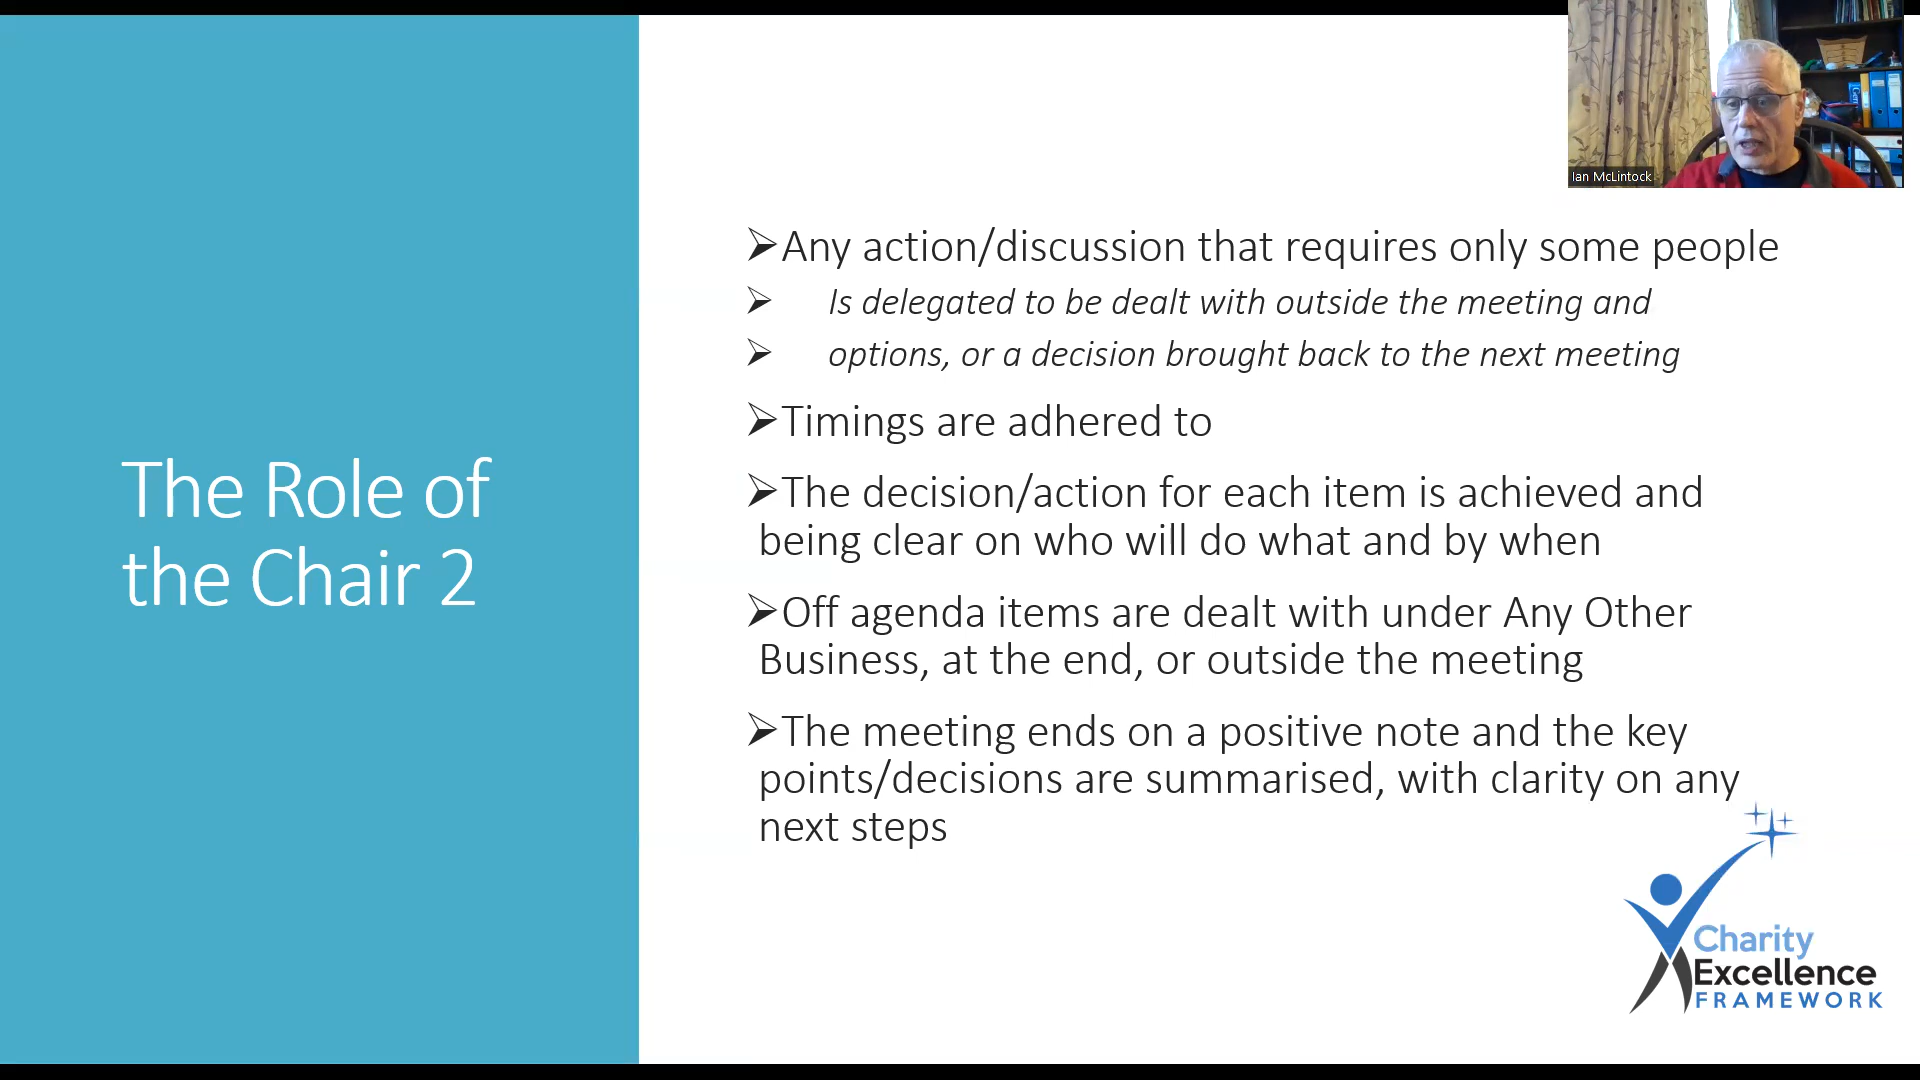 The Role of
the Chair 2
Ian McLintock
➢Any action/discussion that requires only some people
➢ Is delegated to be dealt with outside the meeting and
➢ options, or a decision brought back to the next meeting
➢Timings are adhered to
➢The decision/action for each item is achieved and
being clear on who will do what and by when
➢Off agenda items are dealt with under Any Other
Business, at the end, or outside the meeting
➢The meeting ends on a positive note and the key
points/decisions are summarised, with clarity on any
next steps
Charity
Excellence
FRAMEWORK